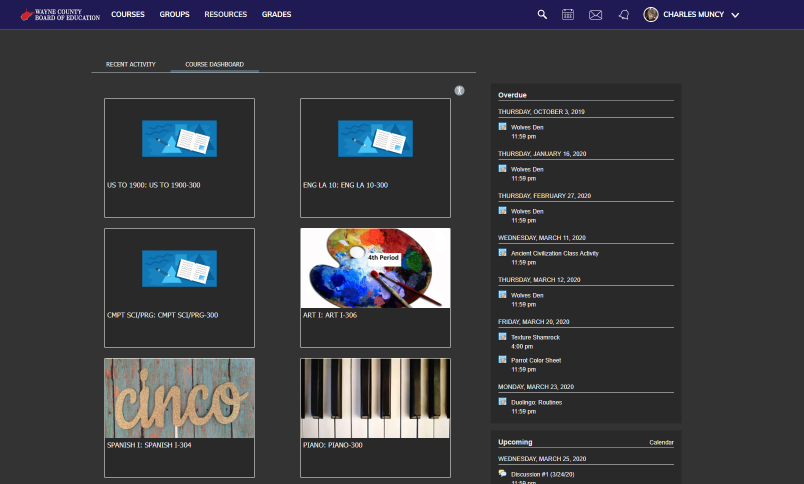 WAYNE COUNTY
BOARD OF EDUCATION
COURSES GROUPS RESOURCES GRADES
CHARLES MUNCY
RECENT ACTIVITY COURSE DASHBOARD
US TO 1900: US TO 1900-300
ENG LA 10: ENG LA 10-300
CMPT SCI/PRG: CMPT SCI/PRG-300
4th Period
ART I: ART I-306
cinco
SPANISH I: SPANISH I-304
PIANO: PIANO-300
Overdue
THURSDAY, OCTOBER 3, 2019
Wolves Den
11:59 pm
THURSDAY, JANUARY 16, 2020
Wolves Den
11:59 pm
THURSDAY, FEBRUARY 27, 2020
Wolves Den
11:59 pm
WEDNESDAY, MARCH 11, 2020
Ancient Civilization Class Activity
11:59 pm
THURSDAY, MARCH 12, 2020
Wolves Den
11:59 pm
FRIDAY, MARCH 20, 2020
Texture Shamrock
4:00 pm
Parrot Color Sheet
11:59 pm
MONDAY, MARCH 23, 2020
Duolingo: Routines
11:59 pm
Upcoming Calendar
WEDNESDAY, MARCH 25, 2020
Discussion #1 (3/24/20)
11:59 pm